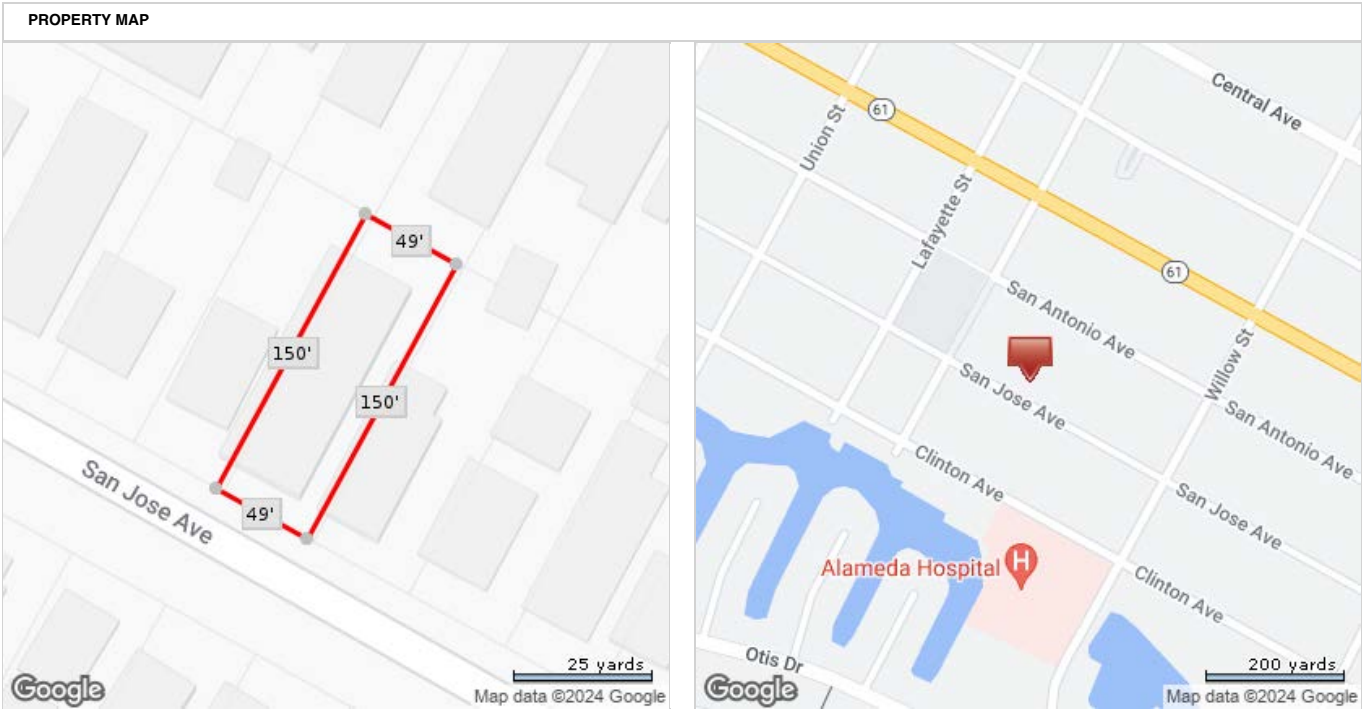 PROPERTY MAP
49'
150'
150'
49'
San Jose Ave
25 yards
Google
Map data ©2024 Google
Central Ave
61
Union St
Lafayette St
61
San Antonio Ave
Willow St
San Jose Ave
San Antonio Ave
Clinton Ave
San Jose Ave
Alameda Hospital
H
Clinton Ave
Otis Dr
200 yards
Google
Map data ©2024 Google